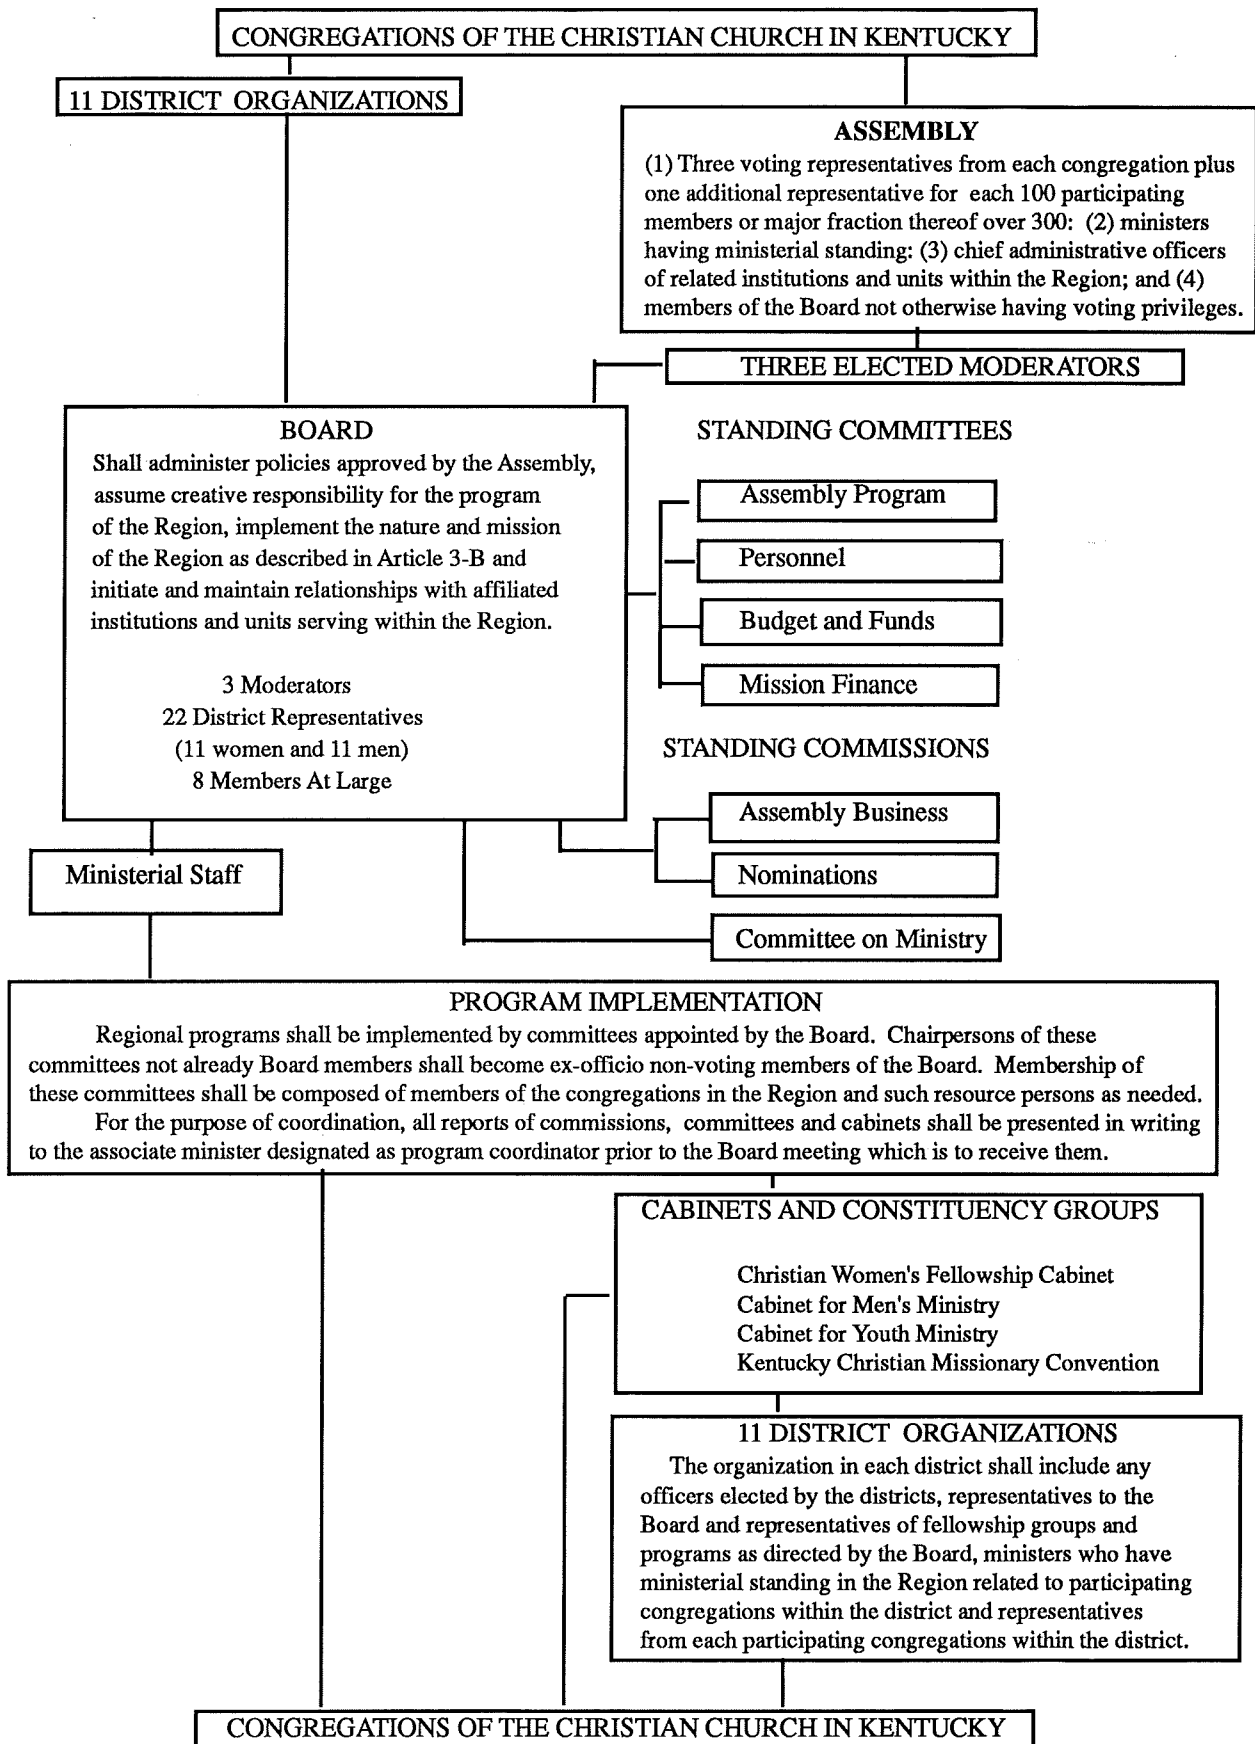 CONGREGATIONS OF THE CHRISTIAN CHURCH IN KENTUCKY
11 DISTRICT ORGANIZATIONS
ASSEMBLY
(1) Three voting representatives from each congregation plus
one additional representative for each 100 participating
members or major fraction thereof over 300: (2) ministers
having ministerial standing: (3) chief administrative officers
of related institutions and units within the Region; and (4)
members of the Board not otherwise having voting privileges.
THREE ELECTED MODERATORS
BOARD
Shall administer policies approved by the Assembly,
assume creative responsibility for the program
of the Region, implement the nature and mission
of the Region as described in Article 3-B and
initiate and maintain relationships with affiliated
institutions and units serving within the Region.
3 Moderators
22 District Representatives
(11 women and 11 men)
8 Members At Large
STANDING COMMITTEES
Assembly Program
Personnel
Budget and Funds
Mission Finance
STANDING COMMISSIONS
Assembly Business
Nominations
Committee on Ministry
Ministerial Staff
PROGRAM IMPLEMENTATION
Regional programs shall be implemented by committees appointed by the Board. Chairpersons of these
committees not already Board members shall become ex-officio non-voting members of the Board. Membership of
these committees shall be composed of members of the congregations in the Region and such resource persons as needed.
For the purpose of coordination, all reports of commissions, committees and cabinets shall be presented in writing
to the associate minister designated as program coordinator prior to the Board meeting which is to receive them.
CABINETS AND CONSTITUENCY GROUPS
Christian Women's Fellowship Cabinet
Cabinet for Men's Ministry
Cabinet for Youth Ministry
Kentucky Christian Missionary Convention
11 DISTRICT ORGANIZATIONS
The organization in each district shall include any
officers elected by the districts, representatives to the
Board and representatives of fellowship groups and
programs as directed by the Board, ministers who have
ministerial standing in the Region related to participating
congregations within the district and representatives
from each participating congregations within the district.
CONGREGATIONS OF THE CHRISTIAN CHURCH IN KENTUCKY